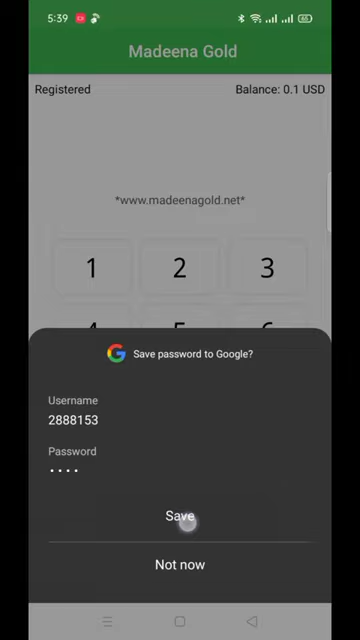 5:39
Madeena Gold
Registered
Balance: 0.1 USD
*www.madeenagold.net*
1 2 3
Save password to Google?
Username
2888153
Password
••••
Save
Not now